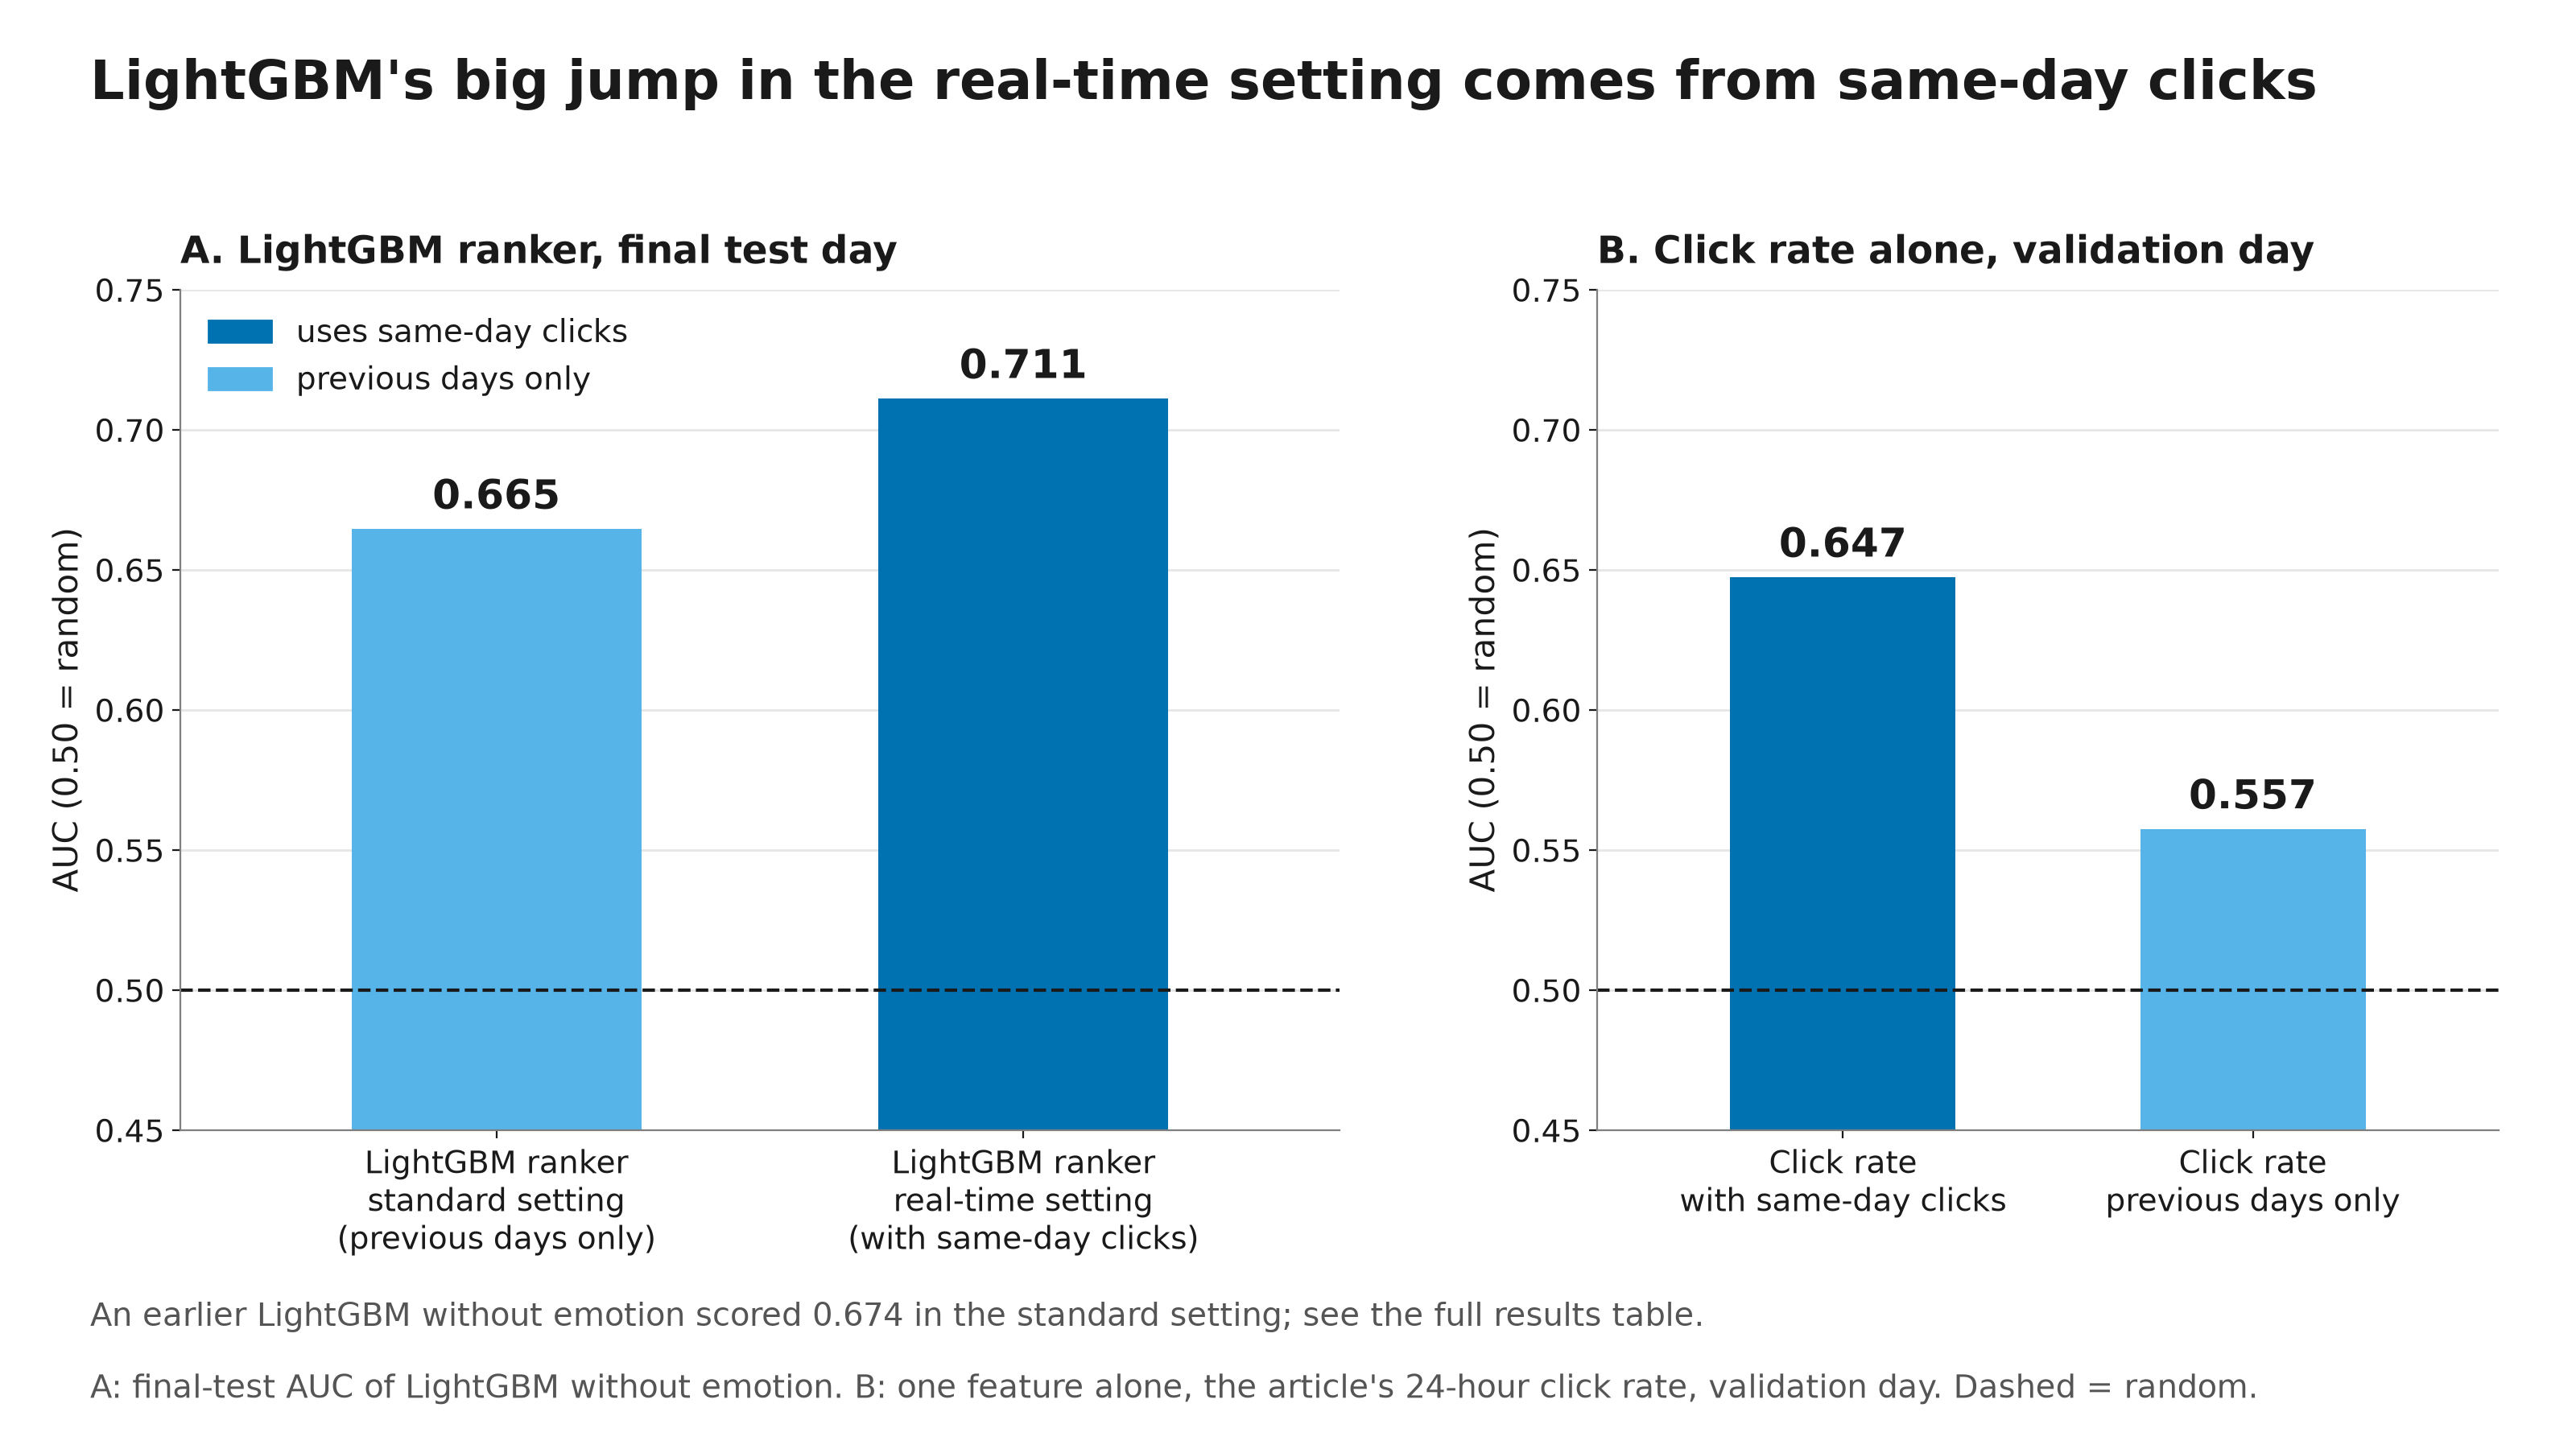 LightGBM's big jump in the real-time setting comes from same-day clicks
A. LightGBM ranker, final test day
0.75
0.70
0.65
0.60
0.55
0.50
0.45
AUC (0.50 = random)
uses same-day clicks
previous days only
0.665
0.711
LightGBM ranker
standard setting
(previous days only)
LightGBM ranker
real-time setting
(with same-day clicks)
B. Click rate alone, validation day
0.75
0.70
0.65
0.60
0.55
0.50
0.45
AUC (0.50 = random)
0.647
0.557
Click rate
with same-day clicks
Click rate
previous days only
An earlier LightGBM without emotion scored 0.674 in the standard setting; see the full results table.
A: final-test AUC of LightGBM without emotion. B: one feature alone, the article's 24-hour click rate, validation day. Dashed = random.